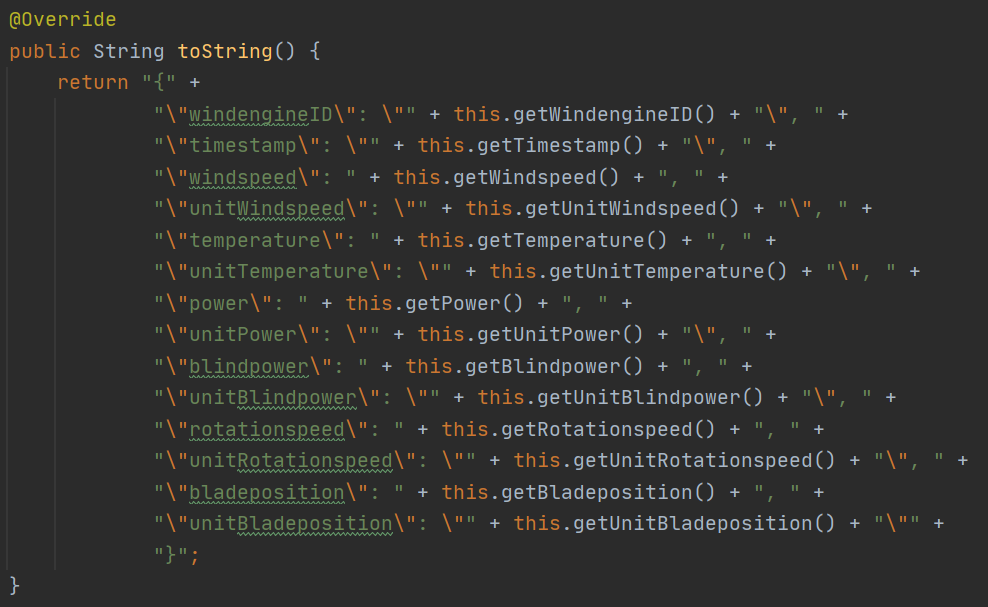 @Override
public String toString() {
    return "{" +
            "\"windengineID\": \"" + this.getWindengineID() + "\", " +
            "\"timestamp\": \"" + this.getTimestamp() + "\", " +
            "\"windspeed\": " + this.getWindspeed() + ", " +
            "\"unitWindspeed\": \"" + this.getUnitWindspeed() + "\", " +
            "\"temperature\": " + this.getTemperature() + ", " +
            "\"unitTemperature\": \"" + this.getUnitTemperature() + "\", " +
            "\"power\": " + this.getPower() + ", " +
            "\"unitPower\": \"" + this.getUnitPower() + "\", " +
            "\"blindpower\": " + this.getBlindpower() + ", " +
            "\"unitBlindpower\": \"" + this.getUnitBlindpower() + "\", " +
            "\"rotationspeed\": " + this.getRotationspeed() + ", " +
            "\"unitRotationspeed\": \"" + this.getUnitRotationspeed() + "\", " +
            "\"bladeposition\": " + this.getBladeposition() + ", " +
            "\"unitBladeposition\": \"" + this.getUnitBladeposition() + "\"" +
            "}";
}